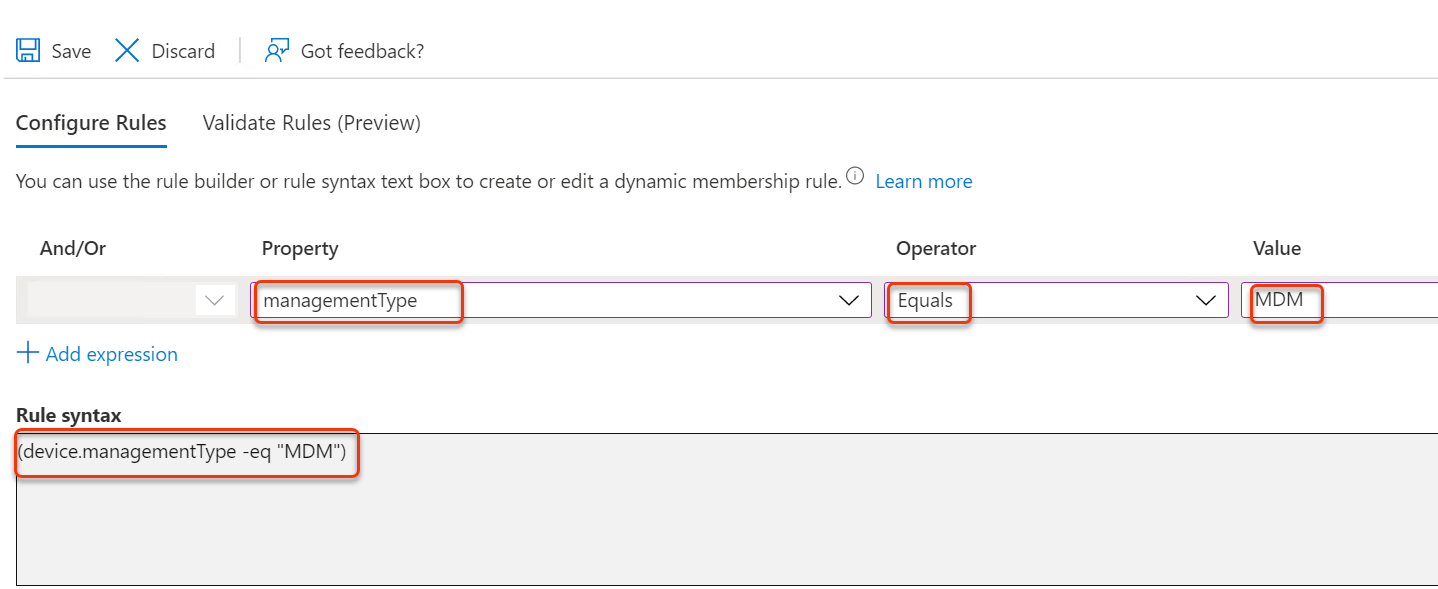 Save Discard Got feedback?
Configure Rules Validate Rules (Preview)
You can use the rule builder or rule syntax text box to create or edit a dynamic membership rule. Learn more
And/Or Property Operator Value
managementType Equals MDM
Add expression
Rule syntax
(device.managementType -eq "MDM")